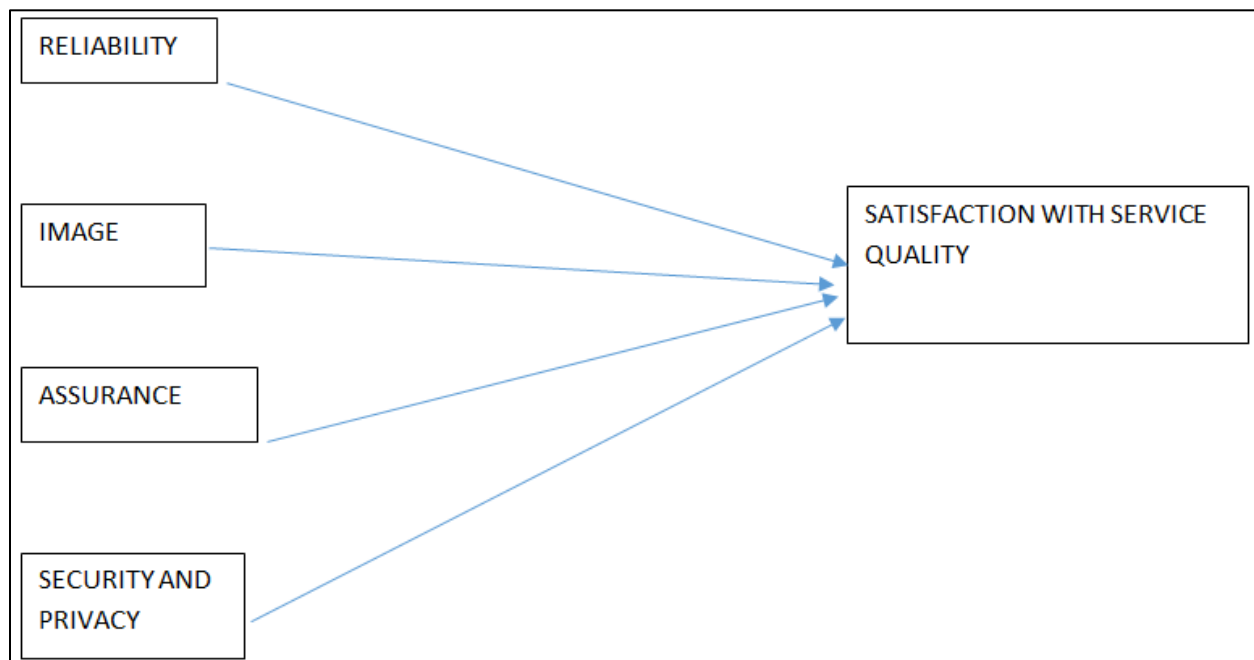 RELIABILITY
IMAGE
SATISFACTION WITH SERVICE
QUALITY
ASSURANCE
SECURITY AND
PRIVACY